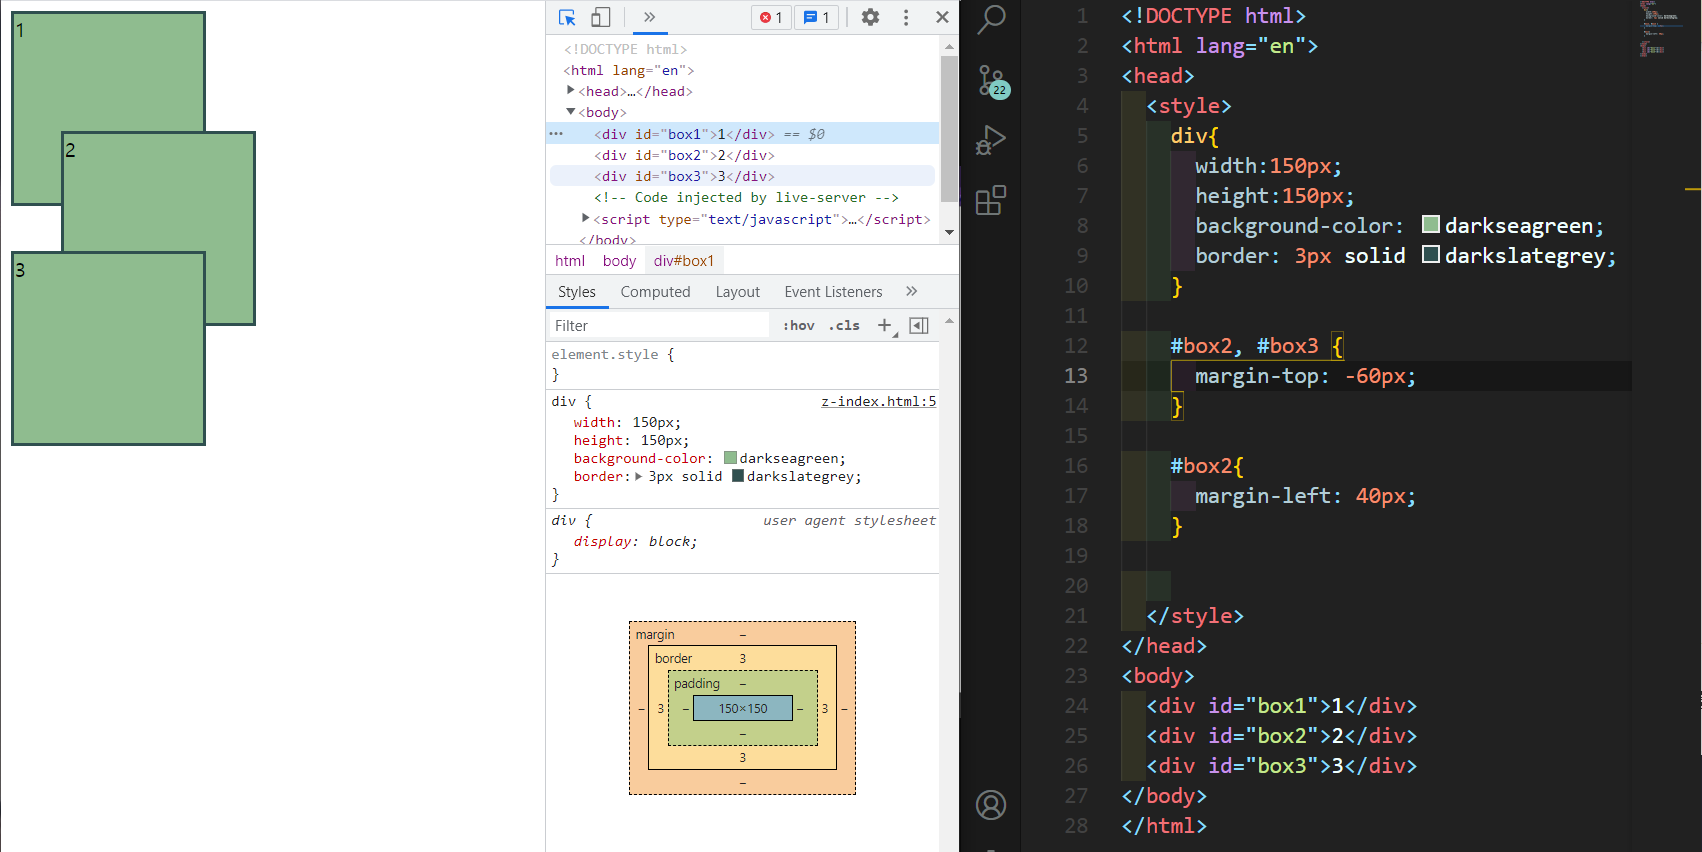 1
2
3
1
1
<!DOCTYPE html>
<html lang="en">
<head>…</head>
<body>
<div id="box1">1</div> == $0
<div id="box2">2</div>
<div id="box3">3</div>
<!-- Code injected by live-server -->
<script type="text/javascript">…</script>
</body>
html body div#box1
Styles Computed Layout Event Listeners
Filter :hov .cls
element.style {
}
div { z-index.html:5
width: 150px;
height: 150px;
background-color: darkseagreen;
border: 3px solid darkslategrey;
}
div { user agent stylesheet
display: block;
}
margin –
border 3
padding –
– 3 – 150×150 – 3 –
–
3
–
22
1 <!DOCTYPE html>
2 <html lang="en">
3 <head>
4 <style>
5 div{
6 width:150px;
7 height:150px;
8 background-color: darkseagreen;
9 border: 3px solid darkslategrey;
10 }
11
12 #box2, #box3 {
13 margin-top: -60px;
14 }
15
16 #box2{
17 margin-left: 40px;
18 }
19
20
21 </style>
22 </head>
23 <body>
24 <div id="box1">1</div>
25 <div id="box2">2</div>
26 <div id="box3">3</div>
27 </body>
28 </html>